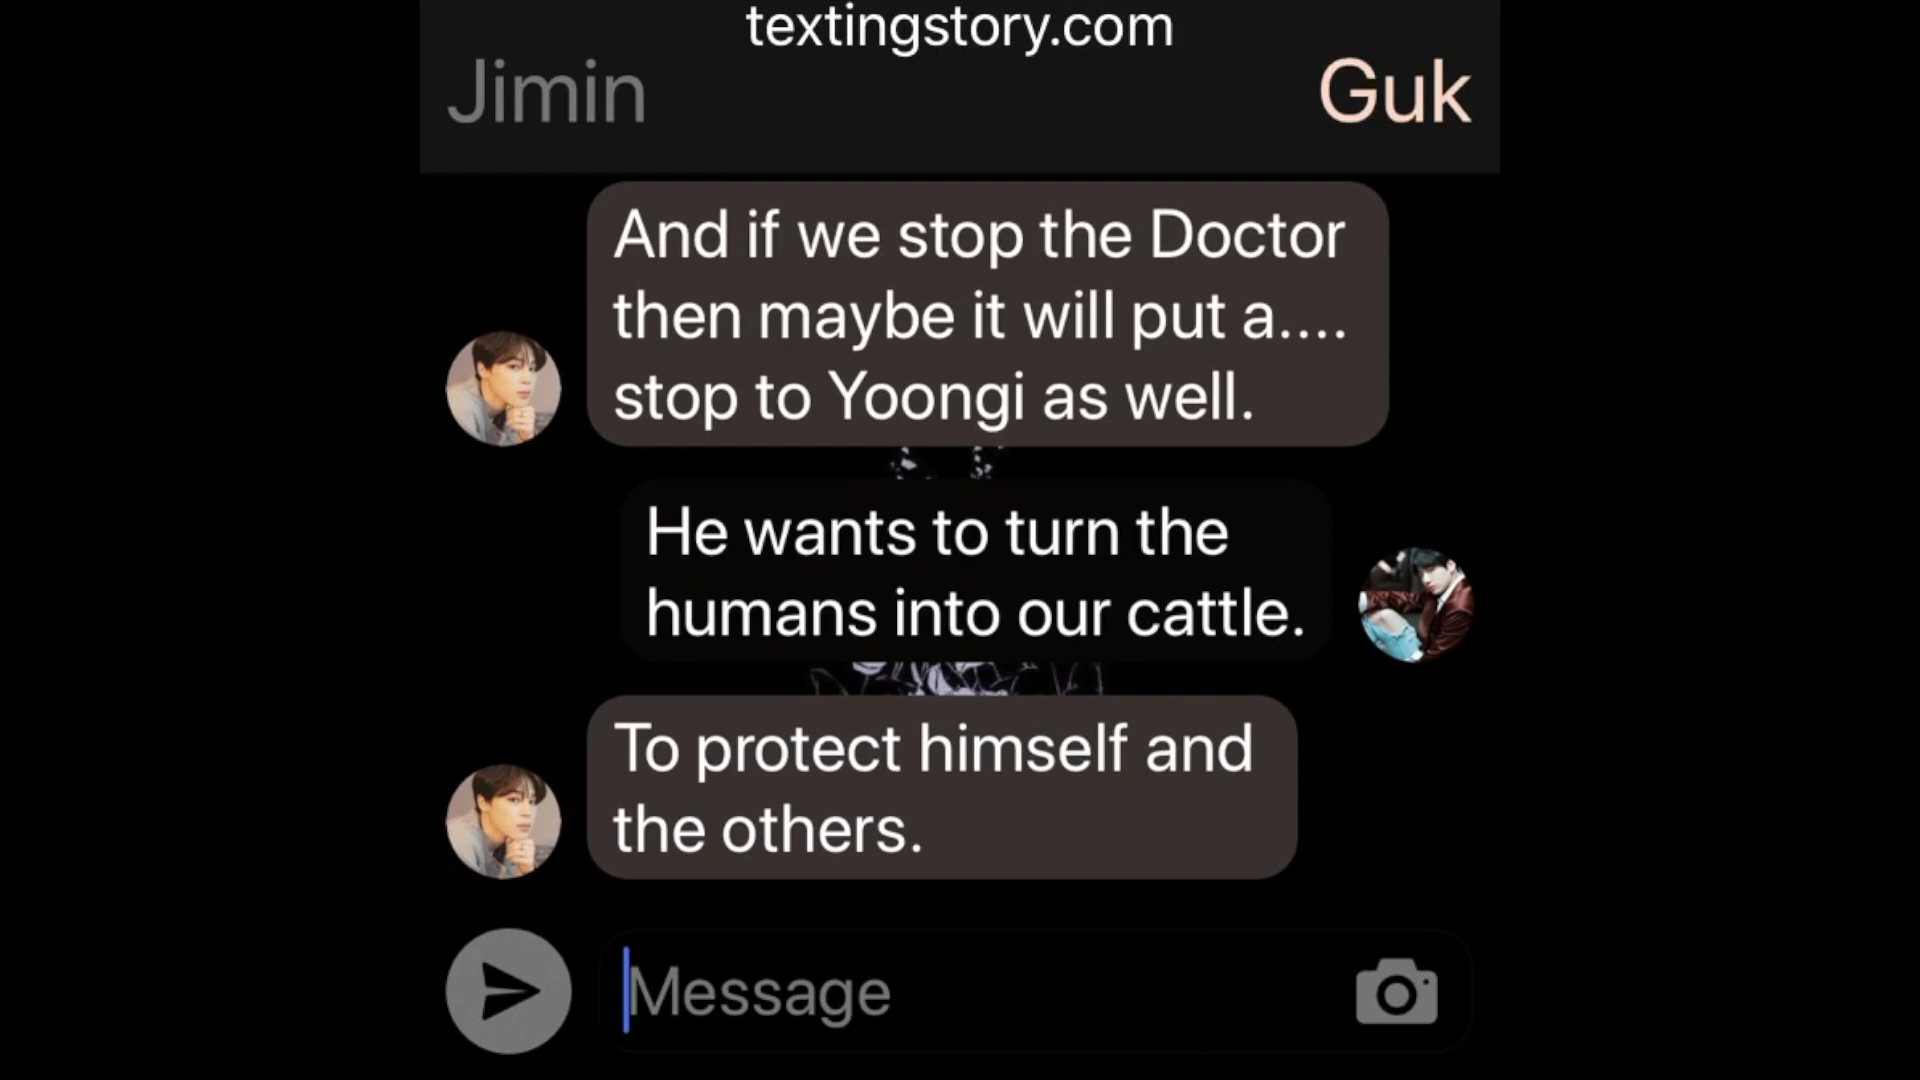 textingstory.com
Jimin
Guk
And if we stop the Doctor
then maybe it will put a....
stop to Yoongi as well.
He wants to turn the
humans into our cattle.
To protect himself and
the others.
Message